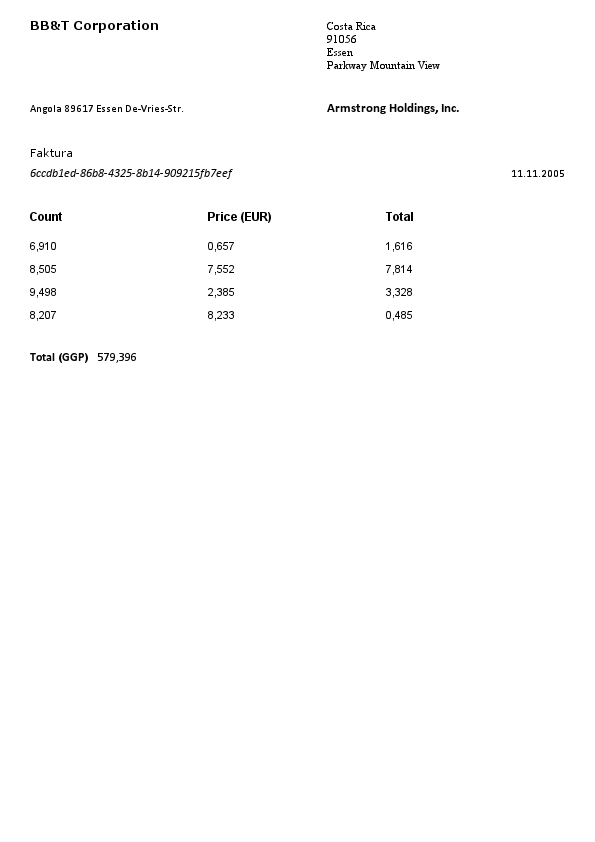 BB&T Corporation
Costa Rica
91056
Essen
Parkway Mountain View
Angola 89617 Essen De-Vries-Str.
Armstrong Holdings, Inc.
Faktura
6ccdb1ed-86b8-4325-8b14-909215fb7eef
11.11.2005
Count Price (EUR) Total
6,910 0,657 1,616
8,505 7,552 7,814
9,498 2,385 3,328
8,207 8,233 0,485
Total (GGP) 579,396